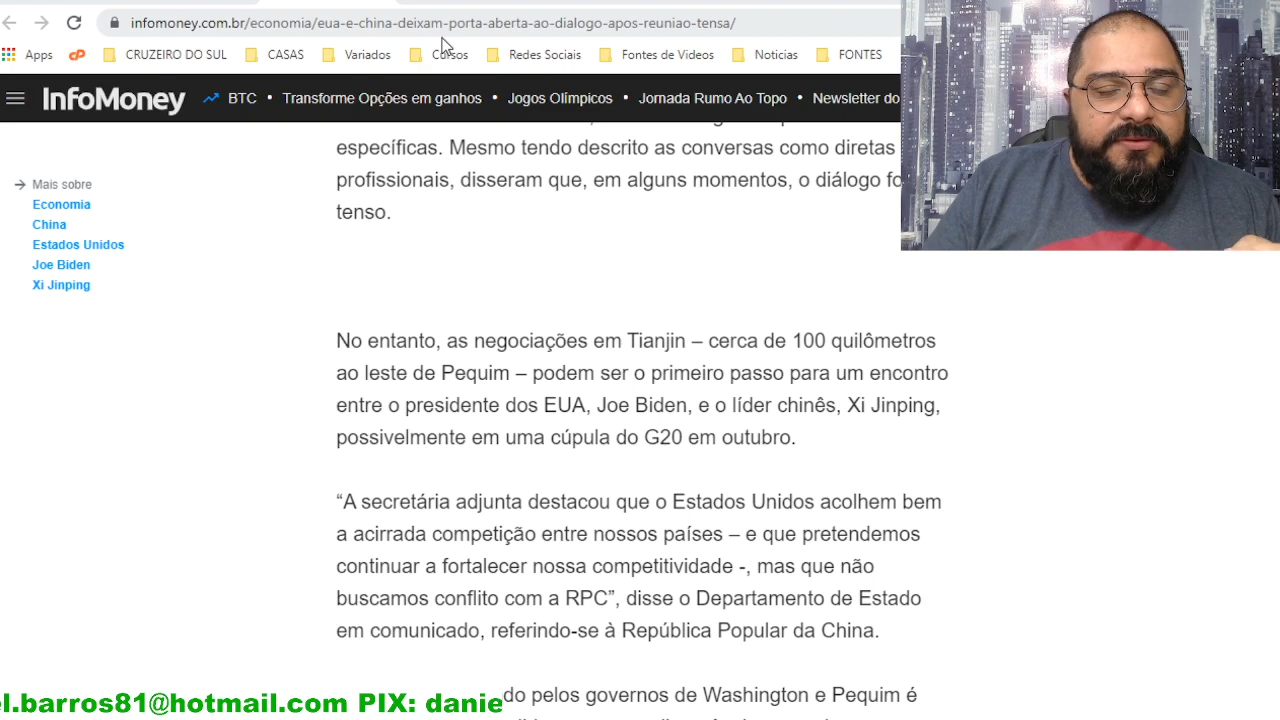 infomoney.com.br/economia/eua-e-china-deixam-porta-aberta-ao-dialogo-apos-reuniao-tensa/
Apps CRUZEIRO DO SUL CASAS Variados Cursos Redes Sociais Fontes de Videos Noticias FONTES
InfoMoney BTC • Transforme Opções em ganhos • Jogos Olímpicos • Jornada Rumo Ao Topo • Newsletter do
específicas. Mesmo tendo descrito as conversas como diretas
profissionais, disseram que, em alguns momentos, o diálogo
tenso.
Mais sobre
Economia
China
Estados Unidos
Joe Biden
Xi Jinping
No entanto, as negociações em Tianjin – cerca de 100 quilômetros
ao leste de Pequim – podem ser o primeiro passo para um encontro
entre o presidente dos EUA, Joe Biden, e o líder chinês, Xi Jinping,
possivelmente em uma cúpula do G20 em outubro.
“A secretária adjunta destacou que o Estados Unidos acolhem bem
a acirrada competição entre nossos países – e que pretendemos
continuar a fortalecer nossa competitividade -, mas que não
buscamos conflito com a RPC”, disse o Departamento de Estado
em comunicado, referindo-se à República Popular da China.
do pelos governos de Washington e Pequim é
el.barros81@hotmail.com PIX: danie